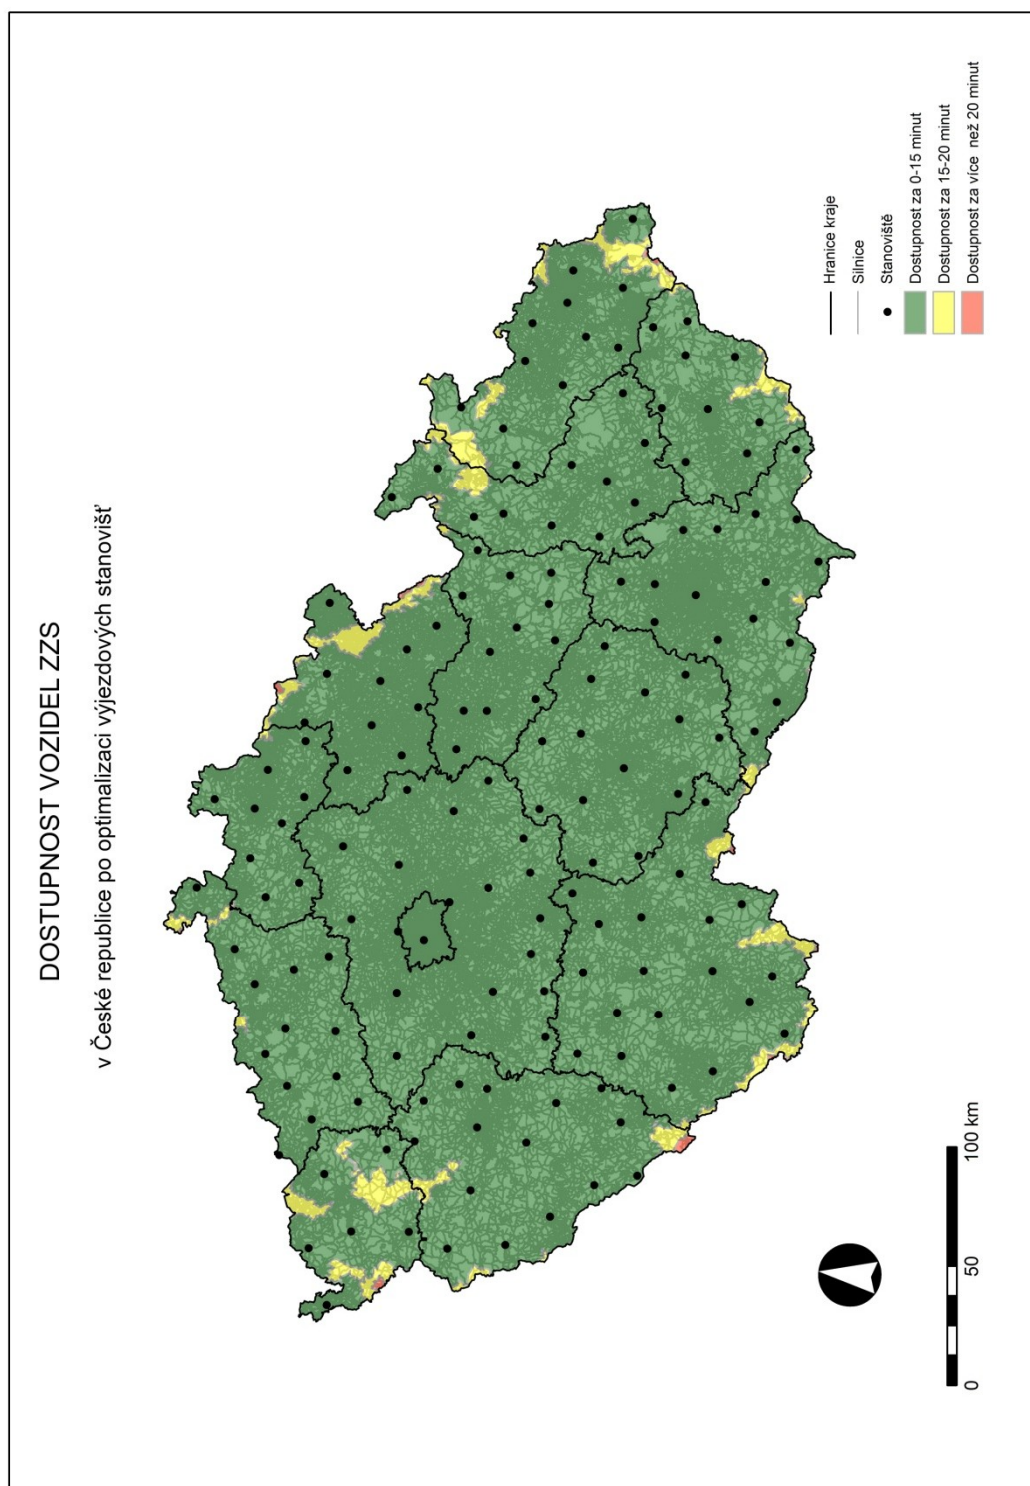 DOSTUPNOST VOZIDEL ZZS
v České republice po optimalizaci výjezdových stanovišť
Hranice kraje
Silnice
Stanoviště
Dostupnost za 0-15 minut
Dostupnost za 15-20 minut
Dostupnost za více než 20 minut
0 50 100 km